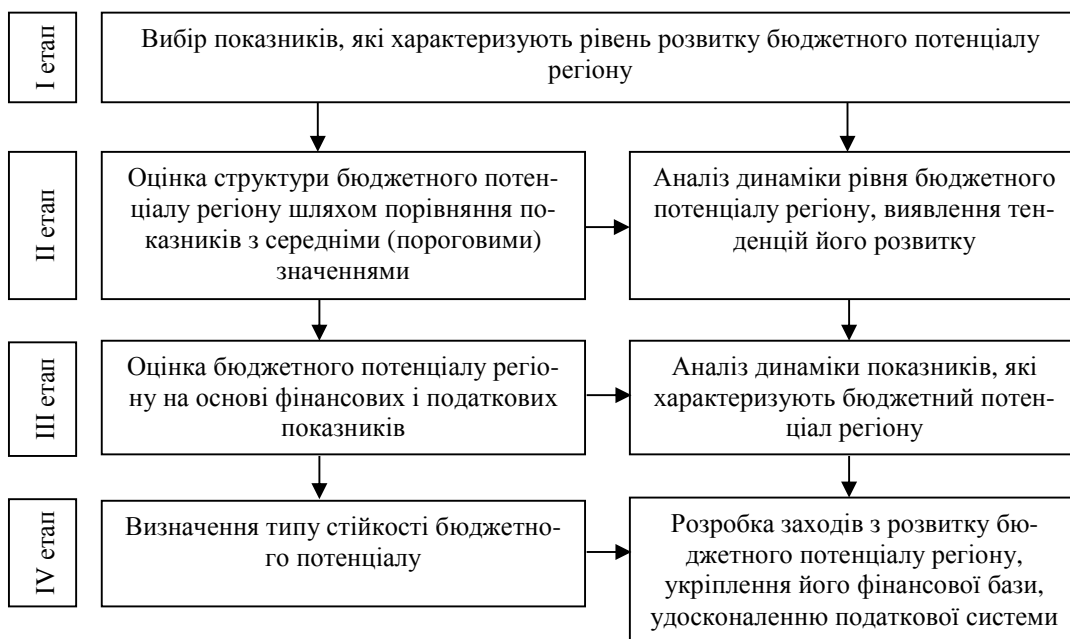 І етап
Вибір показників, які характеризують рівень розвитку бюджетного потенціалу
регіону
ІІ етап
Оцінка структури бюджетного потен-
ціалу регіону шляхом порівняння по-
казників з середніми (пороговими)
значеннями
Аналіз динаміки рівня бюджетного
потенціалу регіону, виявлення тен-
денцій його розвитку
ІІІ етап
Оцінка бюджетного потенціалу регіо-
ну на основі фінансових і податкових
показників
Аналіз динаміки показників, які
характеризують бюджетний потен-
ціал регіону
IV етап
Визначення типу стійкості бюджетно-
го потенціалу
Розробка заходів з розвитку бю-
джетного потенціалу регіону,
укріплення його фінансової бази,
удосконаленню податкової системи